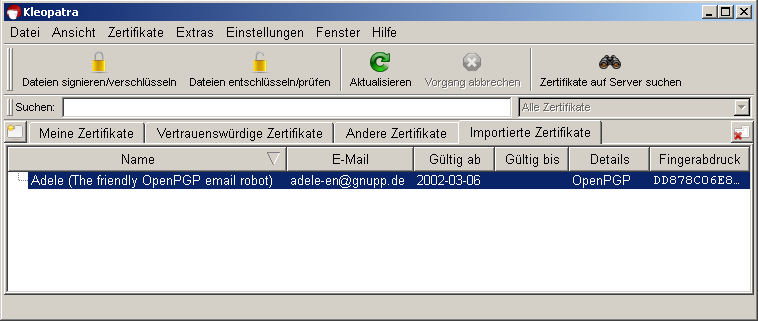 Kleopatra
Datei Ansicht Zertifikate Extras Einstellungen Fenster Hilfe
Dateien signieren/verschlüsseln Dateien entschlüsseln/prüfen Aktualisieren Vorgang abbrechen Zertifikate auf Server suchen
Suchen: Alle Zertifikate
Meine Zertifikate Vertrauenswürdige Zertifikate Andere Zertifikate Importierte Zertifikate
Name E-Mail Gültig ab Gültig bis Details Fingerabdruck
Adele (The friendly OpenPGP email robot) adele-en@gnupp.de 2002-03-06 OpenPGP DD878C06E8...